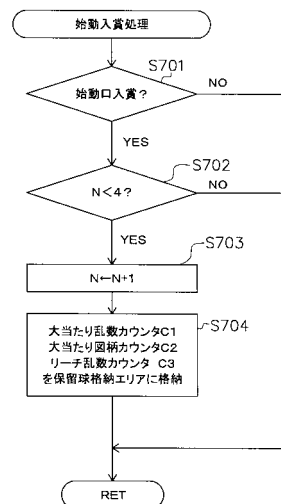 始動入賞処理
S701
始動口入賞?
NO
YES
S702
N<4?
NO
YES
S703
N←N+1
S704
大当たり乱数カウンタC1
大当たり図柄カウンタC2
リーチ乱数カウンタ C3
を保留球格納エリアに格納
RET